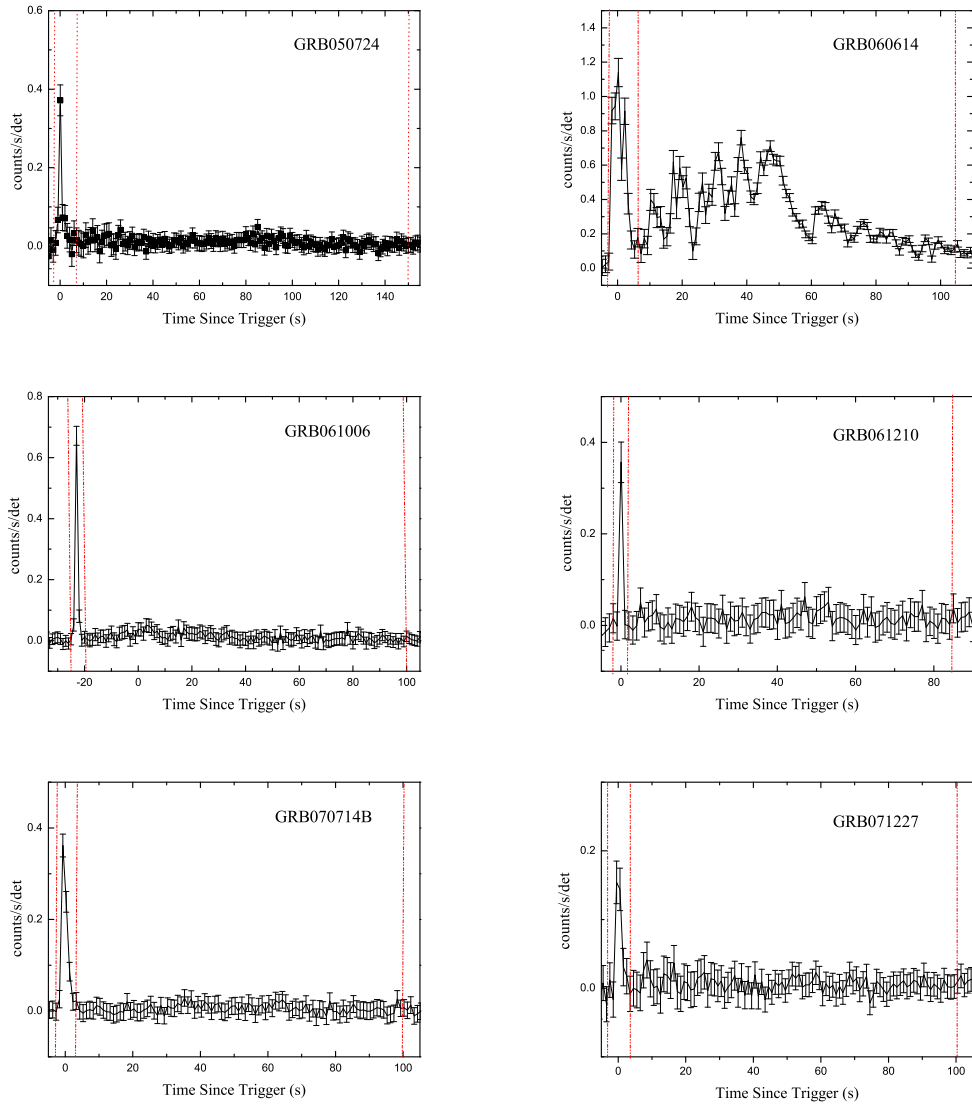 GRB050724
counts/s/det
0.6
0.4
0.2
0.0
0 20 40 60 80 100 120 140
Time Since Trigger (s)
GRB060614
counts/s/det
1.4
1.2
1.0
0.8
0.6
0.4
0.2
0.0
0 20 40 60 80 100
Time Since Trigger (s)
GRB061006
counts/s/det
0.8
0.6
0.4
0.2
0.0
-20 0 20 40 60 80 100
Time Since Trigger (s)
GRB061210
counts/s/det
0.4
0.2
0.0
0 20 40 60 80
Time Since Trigger (s)
GRB070714B
counts/s/det
0.4
0.2
0.0
0 20 40 60 80 100
Time Since Trigger (s)
GRB071227
counts/s/det
0.2
0.0
0 20 40 60 80 100
Time Since Trigger (s)